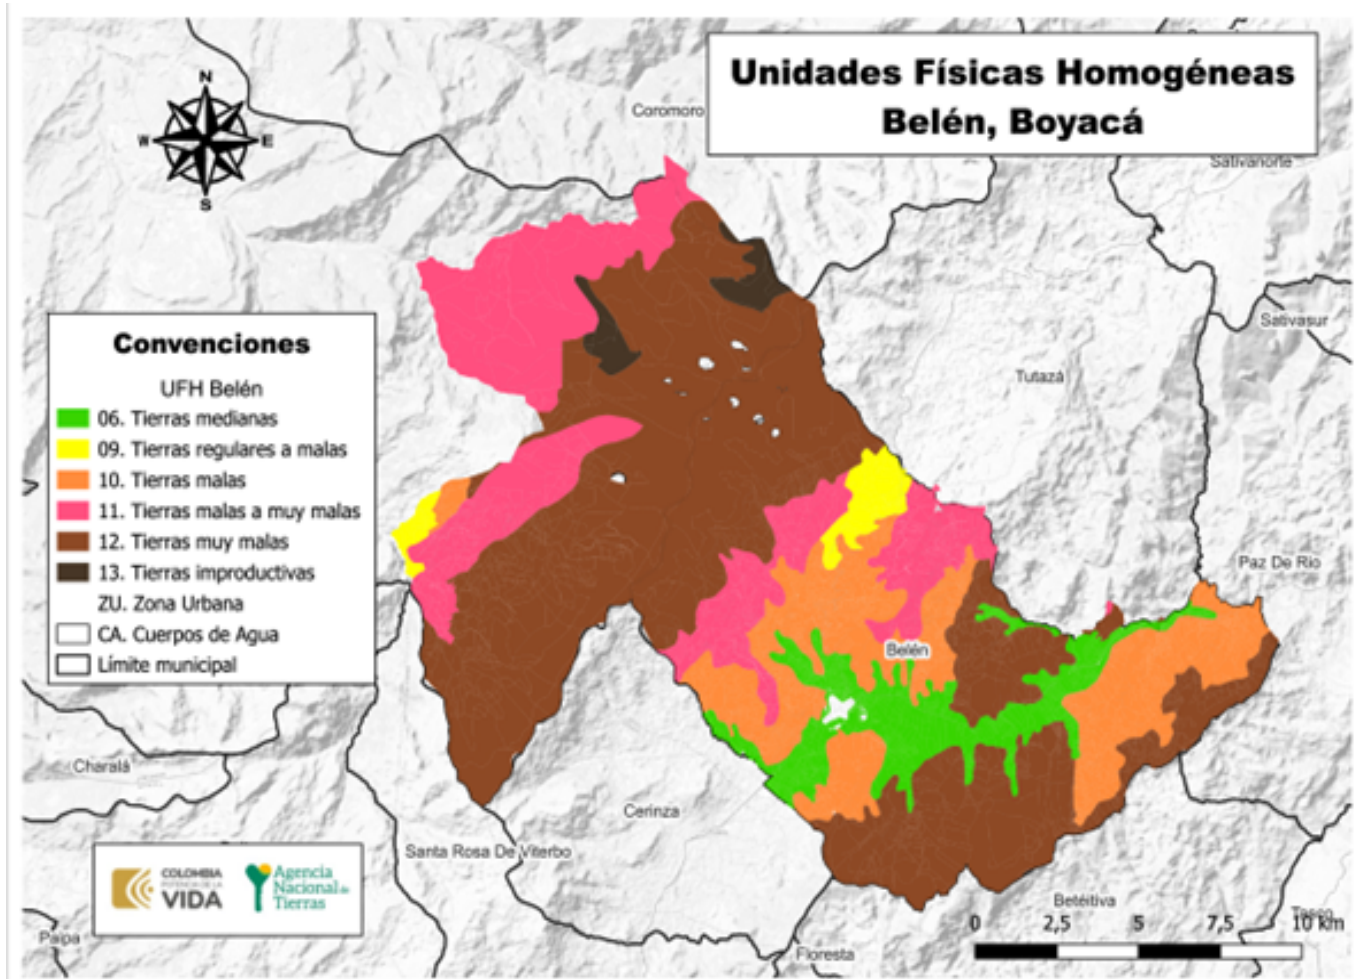 Unidades Físicas Homogéneas
Belén, Boyacá
N
W
E
S
Coromoro
Sativanorte
Sativasur
Tutazá
Paz De Rio
Convenciones
UFH Belén
06. Tierras medianas
09. Tierras regulares a malas
10. Tierras malas
11. Tierras malas a muy malas
12. Tierras muy malas
13. Tierras improductivas
ZU. Zona Urbana
CA. Cuerpos de Agua
Límite municipal
Belén
Charalá
Cerinza
Santa Rosa De Viterbo
COLOMBIA
POTENCIA DE LA
VIDA
Agencia
Nacional de
Tierras
Betéitiva
Tasco
0 2,5 5 7,5 10 km
Paipa
Floresta